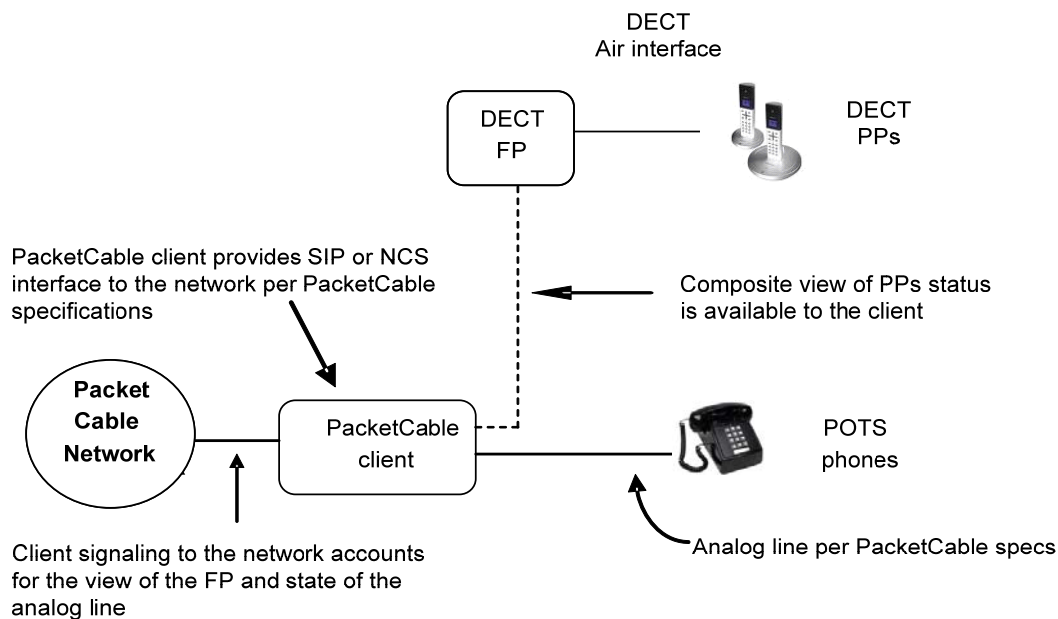 DECT
Air interface
DECT
FP
DECT
PPs
PacketCable client provides SIP or NCS
interface to the network per PacketCable
specifications
Composite view of PPs status
is available to the client
Packet
Cable
Network
PacketCable
client
POTS
phones
Client signaling to the network accounts
for the view of the FP and state of the
analog line
Analog line per PacketCable specs